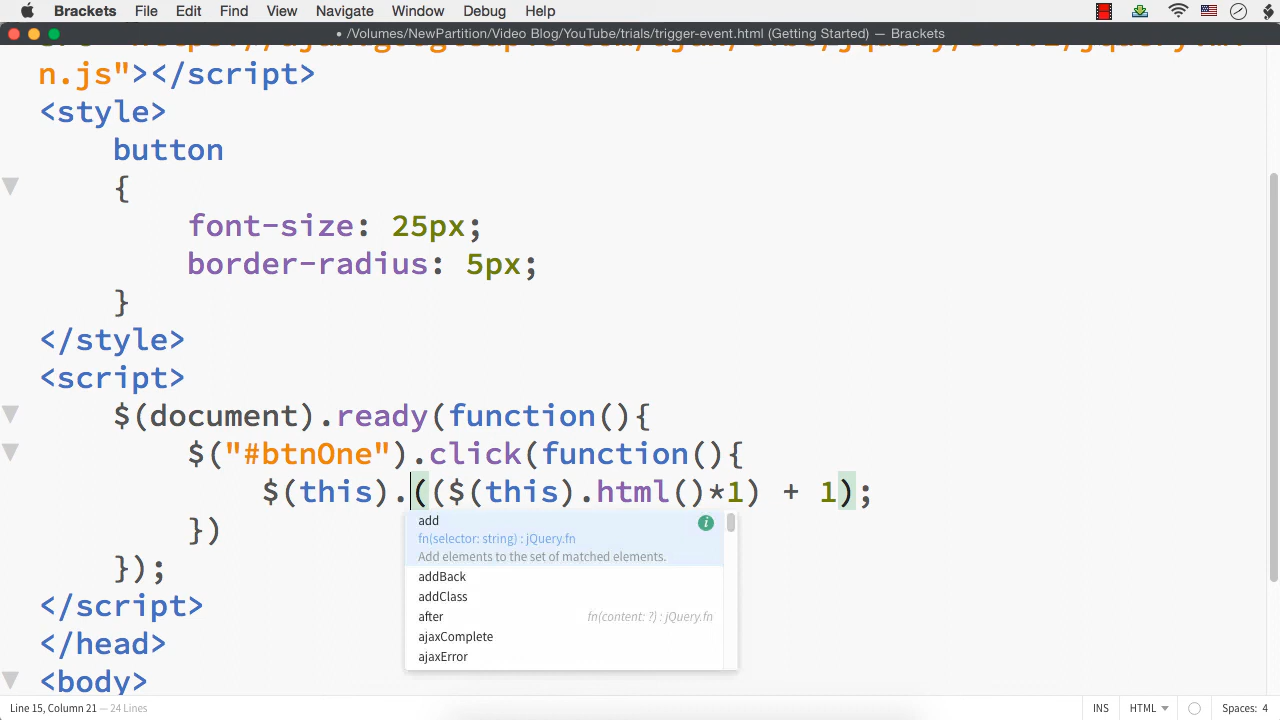 Brackets File Edit Find View Navigate Window Debug Help
• /Volumes/NewPartition/Video Blog/YouTube/trials/trigger-event.html (Getting Started) — Brackets
n.js"></script>
<style>
button
{
font-size: 25px;
border-radius: 5px;
}
</style>
<script>
$(document).ready(function(){
$("#btnOne").click(function(){
$(this).(($(this).html()*1) + 1);
})
});
</script>
</head>
<body>
add
fn(selector: string) : jQuery.fn
Add elements to the set of matched elements.
addBack
addClass
after fn(content: ?) : jQuery.fn
ajaxComplete
ajaxError
Line 15, Column 21 — 24 Lines INS HTML Spaces: 4